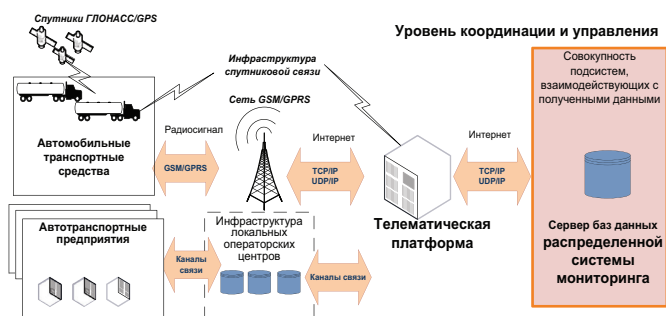 Спутники ГЛОНАСС/GPS
Уровень координации и управления
Инфраструктура
спутниковой связи
Совокупность
подсистем,
взаимодействующих с
полученными данными
Сеть GSM/GPRS
Автомобильные
транспортные
средства
Радиосигнал
GSM/GPRS
Интернет
TCP/IP
UDP/IP
Интернет
TCP/IP
UDP/IP
Телематическая
платформа
Сервер баз данных
распределенной
системы
мониторинга
Автотранспортные
предприятия
Каналы
связи
Инфраструктура
локальных
операторских
центров
Каналы связи